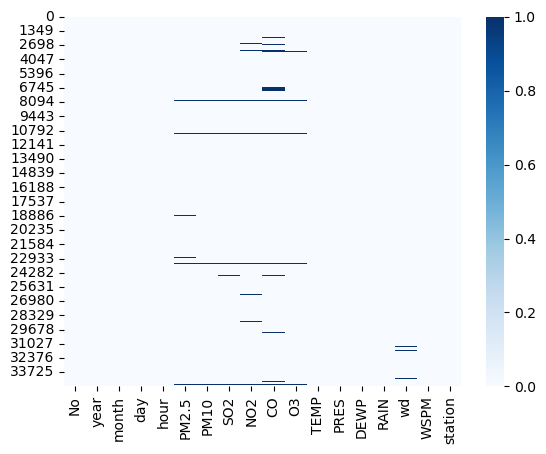 0
1349
2698
4047
5396
6745
8094
9443
10792
12141
13490
14839
16188
17537
18886
20235
21584
22933
24282
25631
26980
28329
29678
31027
32376
33725
No
year
month
day
hour
PM2.5
PM10
SO2
NO2
CO
O3
TEMP
PRES
DEWP
RAIN
wd
WSPM
station
1.0
0.8
0.6
0.4
0.2
0.0